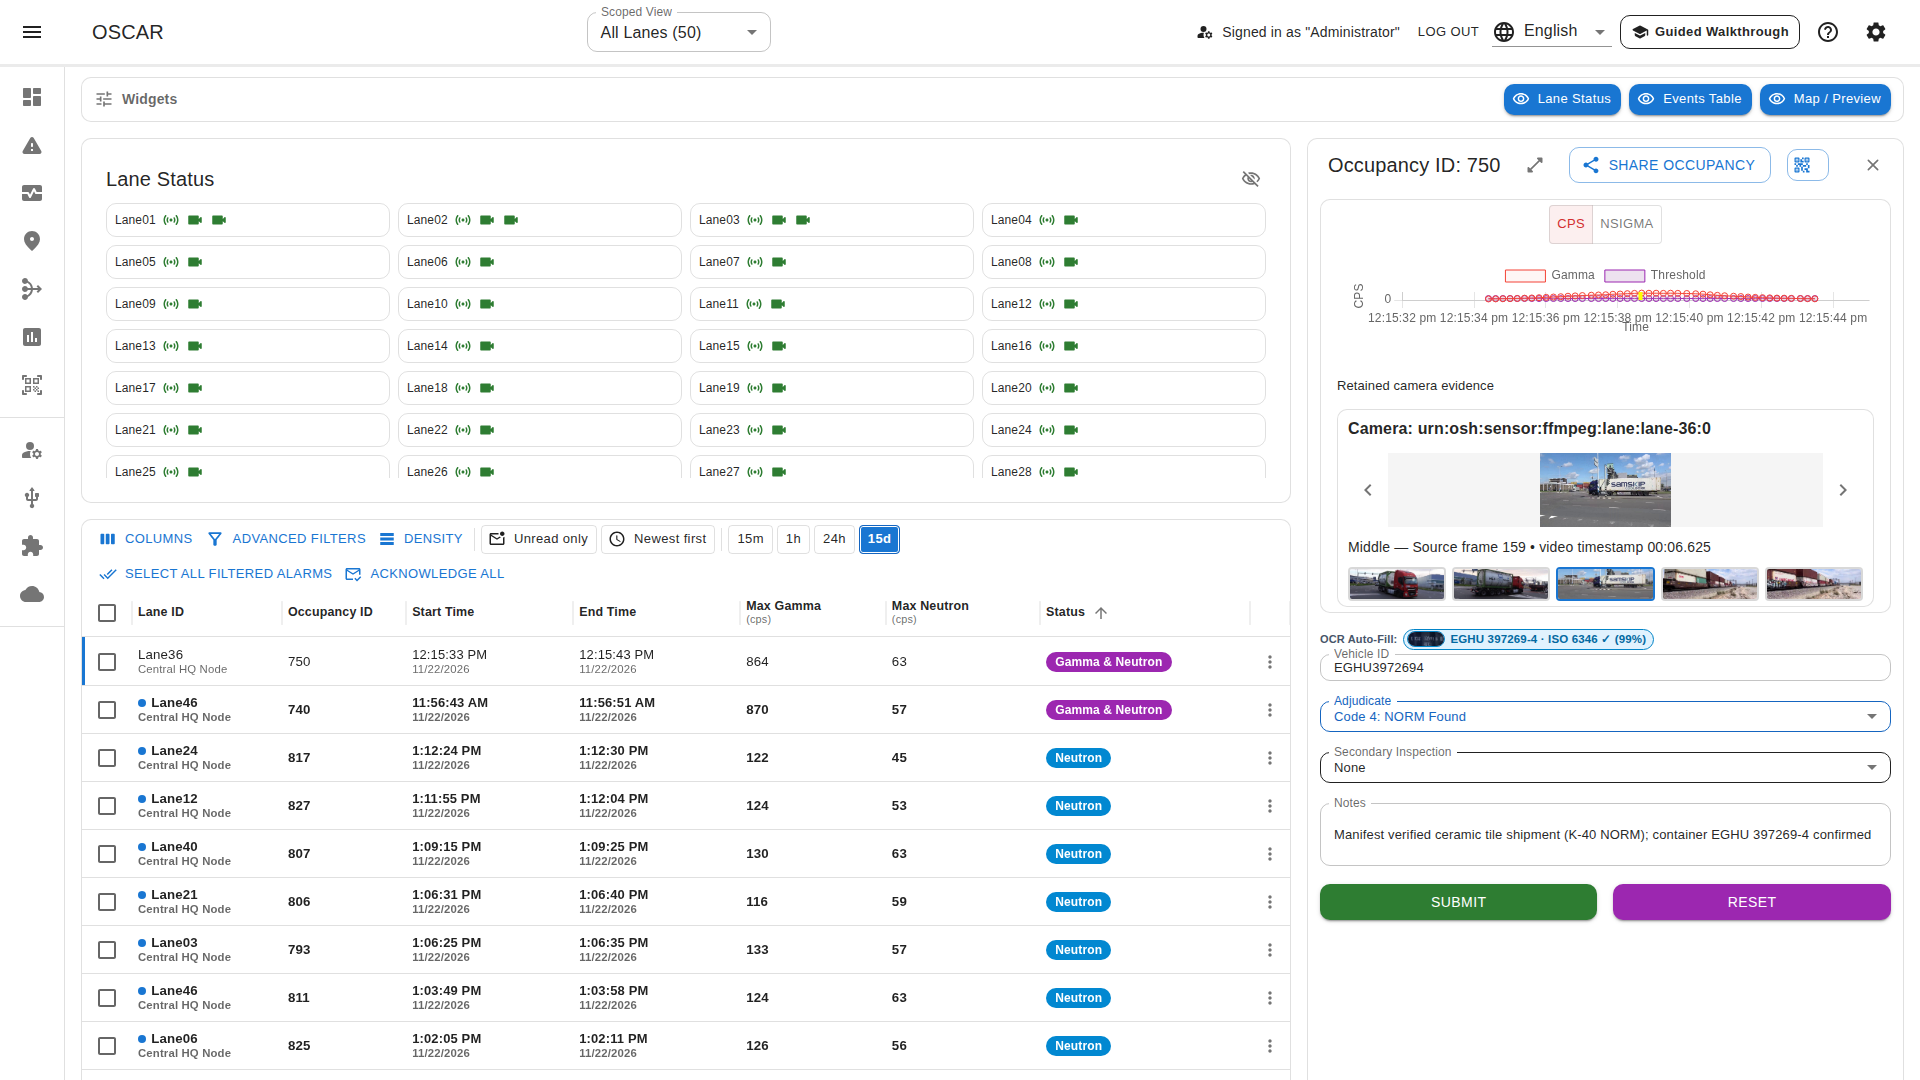 OSCAR
Scoped View
All Lanes (50)
Signed in as "Administrator"
LOG OUT
English
Guided Walkthrough
Widgets
Lane Status
Events Table
Map / Preview
Lane Status
Lane01
Lane02
Lane03
Lane04
Lane05
Lane06
Lane07
Lane08
Lane09
Lane10
Lane11
Lane12
Lane13
Lane14
Lane15
Lane16
Lane17
Lane18
Lane19
Lane20
Lane21
Lane22
Lane23
Lane24
Lane25
Lane26
Lane27
Lane28
COLUMNS
ADVANCED FILTERS
DENSITY
Unread only
Newest first
15m
1h
24h
15d
SELECT ALL FILTERED ALARMS
ACKNOWLEDGE ALL
Lane ID
Occupancy ID
Start Time
End Time
Max Gamma
(cps)
Max Neutron
(cps)
Status
Lane36 750 12:15:33 PM 12:15:43 PM 864 63 Gamma & Neutron
Central HQ Node 11/22/2026 11/22/2026
Lane46 740 11:56:43 AM 11:56:51 AM 870 57 Gamma & Neutron
Central HQ Node 11/22/2026 11/22/2026
Lane24 817 1:12:24 PM 1:12:30 PM 122 45 Neutron
Central HQ Node 11/22/2026 11/22/2026
Lane12 827 1:11:55 PM 1:12:04 PM 124 53 Neutron
Central HQ Node 11/22/2026 11/22/2026
Lane40 807 1:09:15 PM 1:09:25 PM 130 63 Neutron
Central HQ Node 11/22/2026 11/22/2026
Lane21 806 1:06:31 PM 1:06:40 PM 116 59 Neutron
Central HQ Node 11/22/2026 11/22/2026
Lane03 793 1:06:25 PM 1:06:35 PM 133 57 Neutron
Central HQ Node 11/22/2026 11/22/2026
Lane46 811 1:03:49 PM 1:03:58 PM 124 63 Neutron
Central HQ Node 11/22/2026 11/22/2026
Lane06 825 1:02:05 PM 1:02:11 PM 126 56 Neutron
Central HQ Node 11/22/2026 11/22/2026
Occupancy ID: 750
SHARE OCCUPANCY
CPS
NSIGMA
Gamma
Threshold
CPS
0
12:15:32 pm 12:15:34 pm 12:15:36 pm 12:15:38 pm 12:15:40 pm 12:15:42 pm 12:15:44 pm
Time
Retained camera evidence
Camera: urn:osh:sensor:ffmpeg:lane:lane-36:0
SAMSKIP
Middle — Source frame 159 • video timestamp 00:06.625
OCR Auto-Fill:
EGHU 397269-4 · ISO 6346 ✓ (99%)
Vehicle ID
EGHU3972694
Adjudicate
Code 4: NORM Found
Secondary Inspection
None
Notes
Manifest verified ceramic tile shipment (K-40 NORM); container EGHU 397269-4 confirmed
SUBMIT
RESET